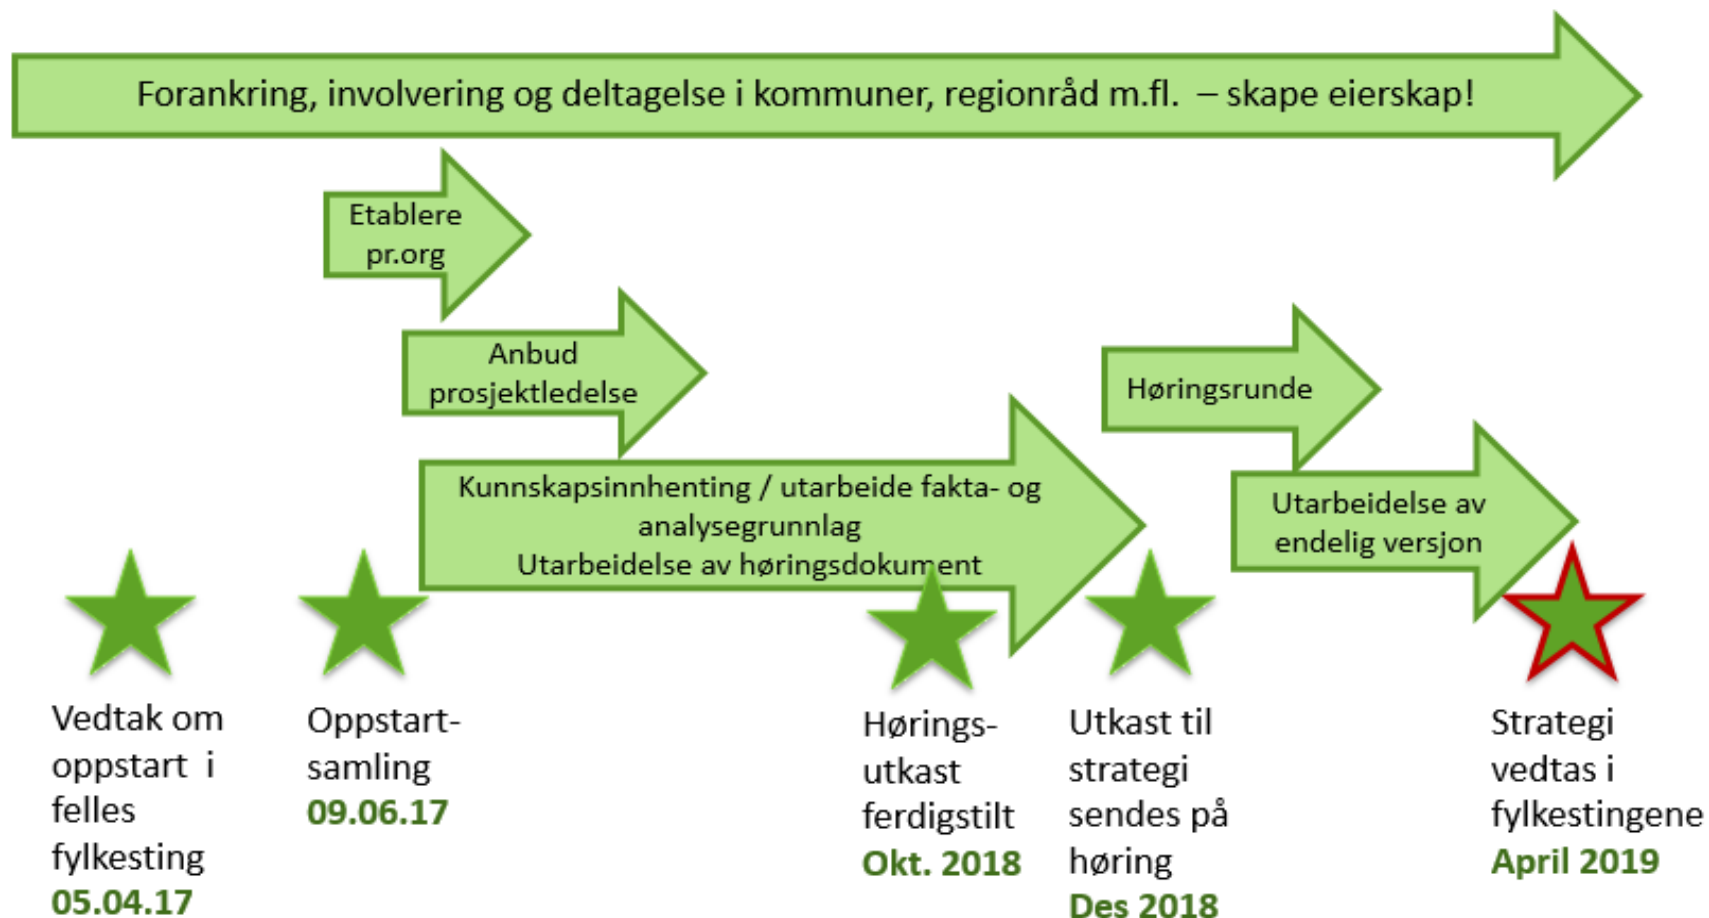 Forankring, involvering og deltagelse i kommuner, regionråd m.fl. – skape eierskap!
Etablere
pr.org
Anbud
prosjektledelse
Høringsrunde
Kunnskapsinnhenting / utarbeide fakta- og
analysegrunnlag
Utarbeidelse av høringsdokument
Utarbeidelse av
endelig versjon
Vedtak om
oppstart i
felles
fylkesting
05.04.17
Oppstart-
samling
09.06.17
Hørings-
utkast
ferdigstilt
Okt. 2018
Utkast til
strategi
sendes på
høring
Des 2018
Strategi
vedtas i
fylkestingene
April 2019